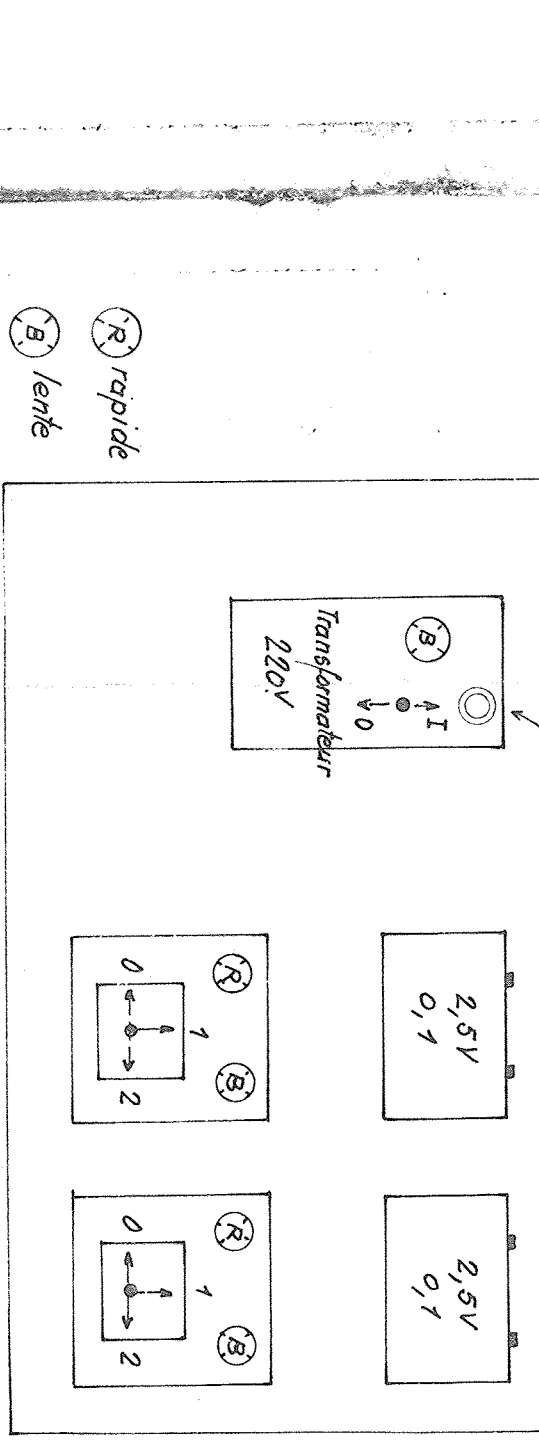 I
B
0
Transformateur
220V
2,5V
0,1
2,5V
0,1
R B
1
0 2
R B
1
0 2
R rapide
B lente